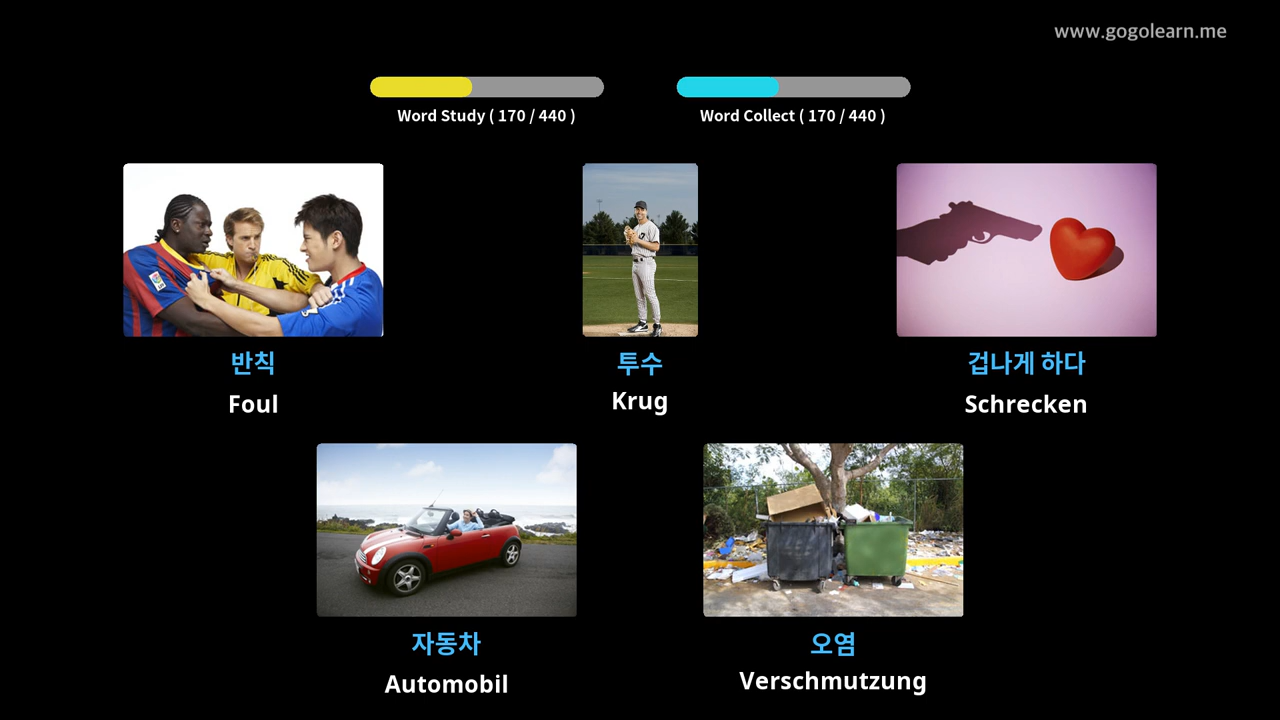 www.gogolearn.me
Word Study ( 170 / 440 )
Word Collect ( 170 / 440 )
반칙
투수
겁나게 하다
Foul
Krug
Schrecken
자동차
오염
Automobil
Verschmutzung